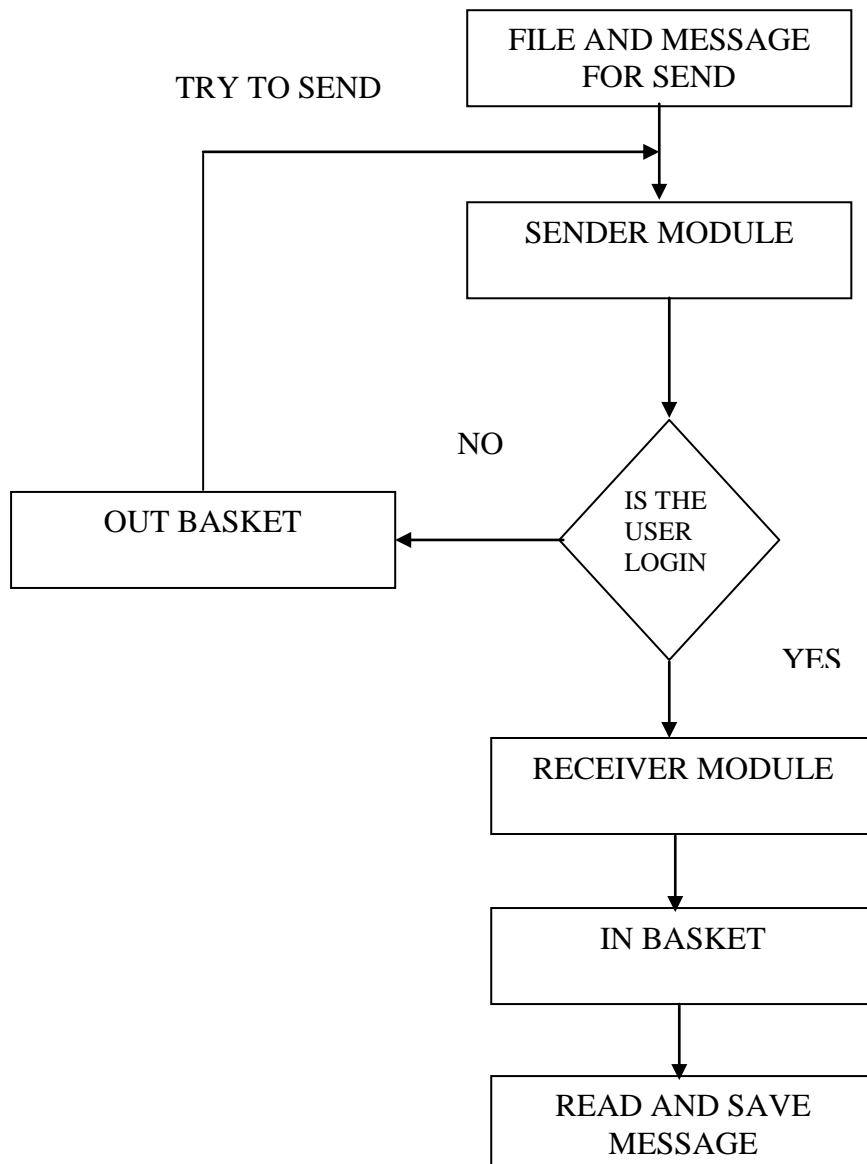 FILE AND MESSAGE
FOR SEND
TRY TO SEND
SENDER MODULE
NO
IS THE
USER
LOGIN
OUT BASKET
YES
RECEIVER MODULE
IN BASKET
READ AND SAVE
MESSAGE